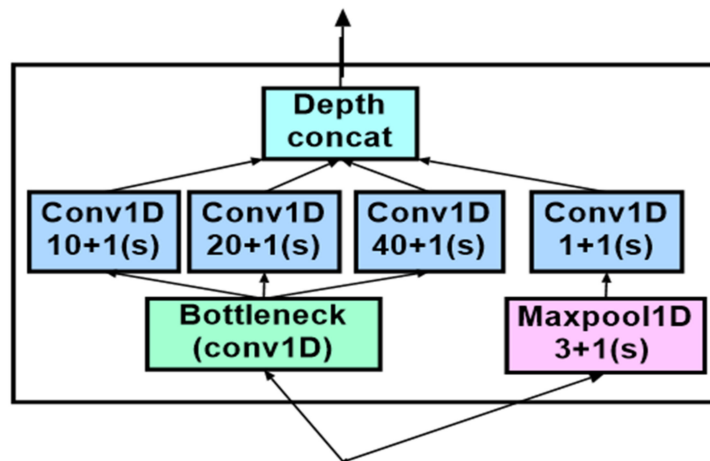 Depth
concat
Conv1D
10+1(s)
Conv1D
20+1(s)
Conv1D
40+1(s)
Conv1D
1+1(s)
Bottleneck
(conv1D)
Maxpool1D
3+1(s)